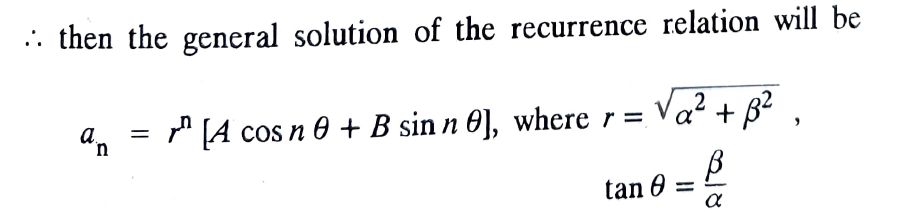 ∴ then the general solution of the recurrence relation will be
aₙ = rⁿ [A cos n θ + B sin n θ], where r = √(α² + β²) ,
tan θ = β/α